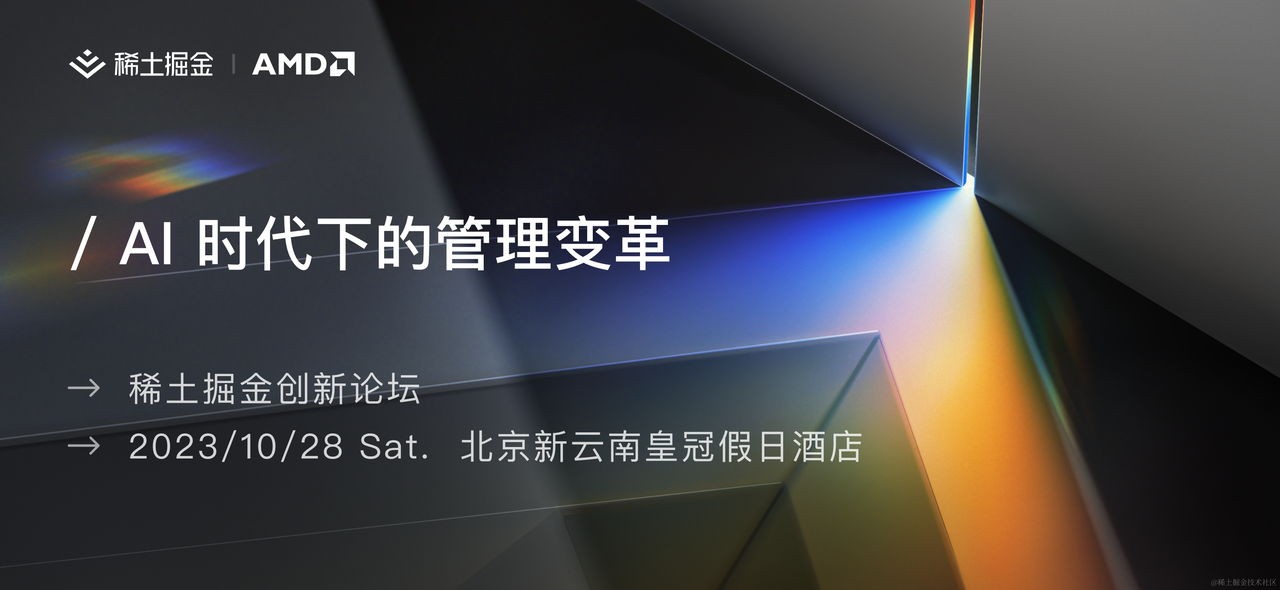 稀土掘金 | AMD
/ AI 时代下的管理变革
→ 稀土掘金创新论坛
→ 2023/10/28 Sat. 北京新云南皇冠假日酒店
@稀土掘金技术社区